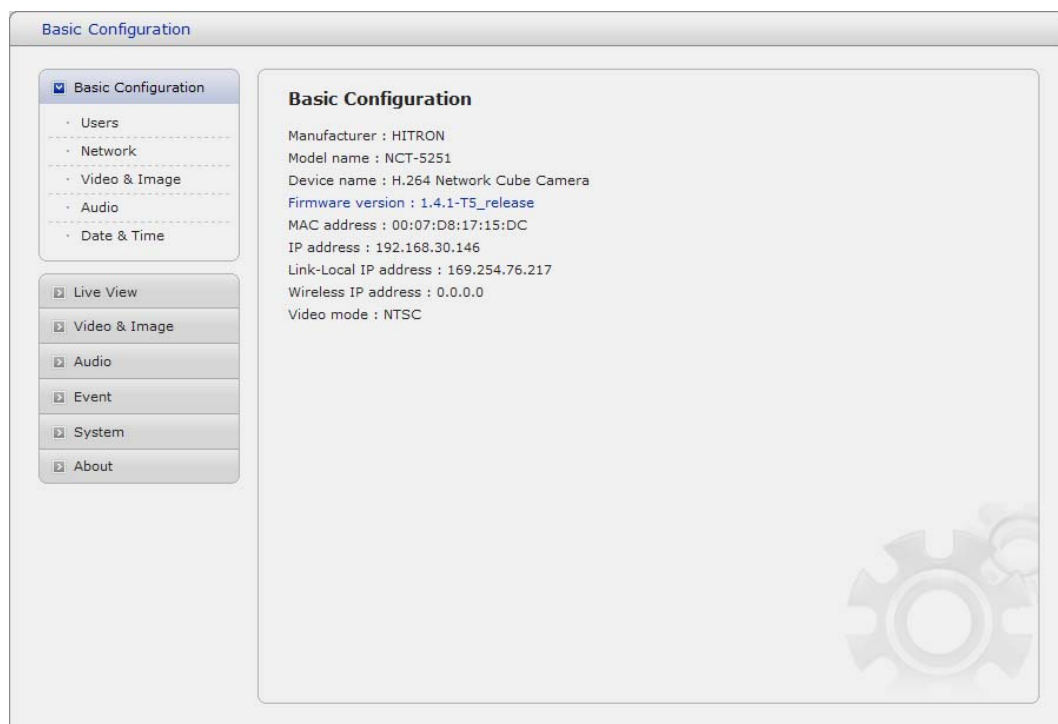 Basic Configuration
Basic Configuration
· Users
· Network
· Video & Image
· Audio
· Date & Time
Live View
Video & Image
Audio
Event
System
About
Basic Configuration
Manufacturer : HITRON
Model name : NCT-5251
Device name : H.264 Network Cube Camera
Firmware version : 1.4.1-T5_release
MAC address : 00:07:D8:17:15:DC
IP address : 192.168.30.146
Link-Local IP address : 169.254.76.217
Wireless IP address : 0.0.0.0
Video mode : NTSC